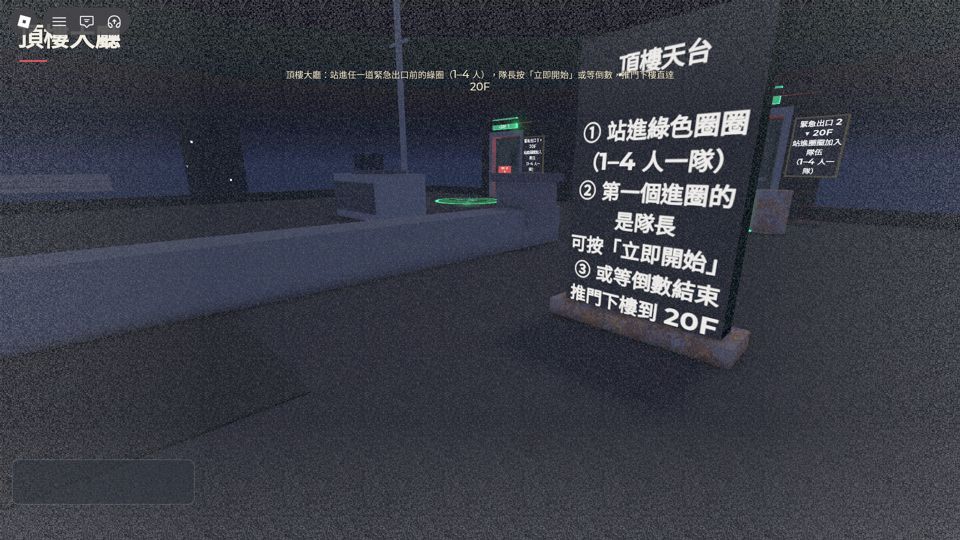 頂樓大廳
頂樓大廳：站進任一道緊急出口前的綠圈（1–4 人），隊長按「立即開始」或等倒數，推門下樓直達
20F
頂樓天台
① 站進綠色圈圈
（1–4 人一隊）
② 第一個進圈的
是隊長
可按「立即開始」
③ 或等倒數結束
推門下樓到 20F
緊急出口 2
▼ 20F
站進圈圈加入
隊伍
（1–4 人一
隊）